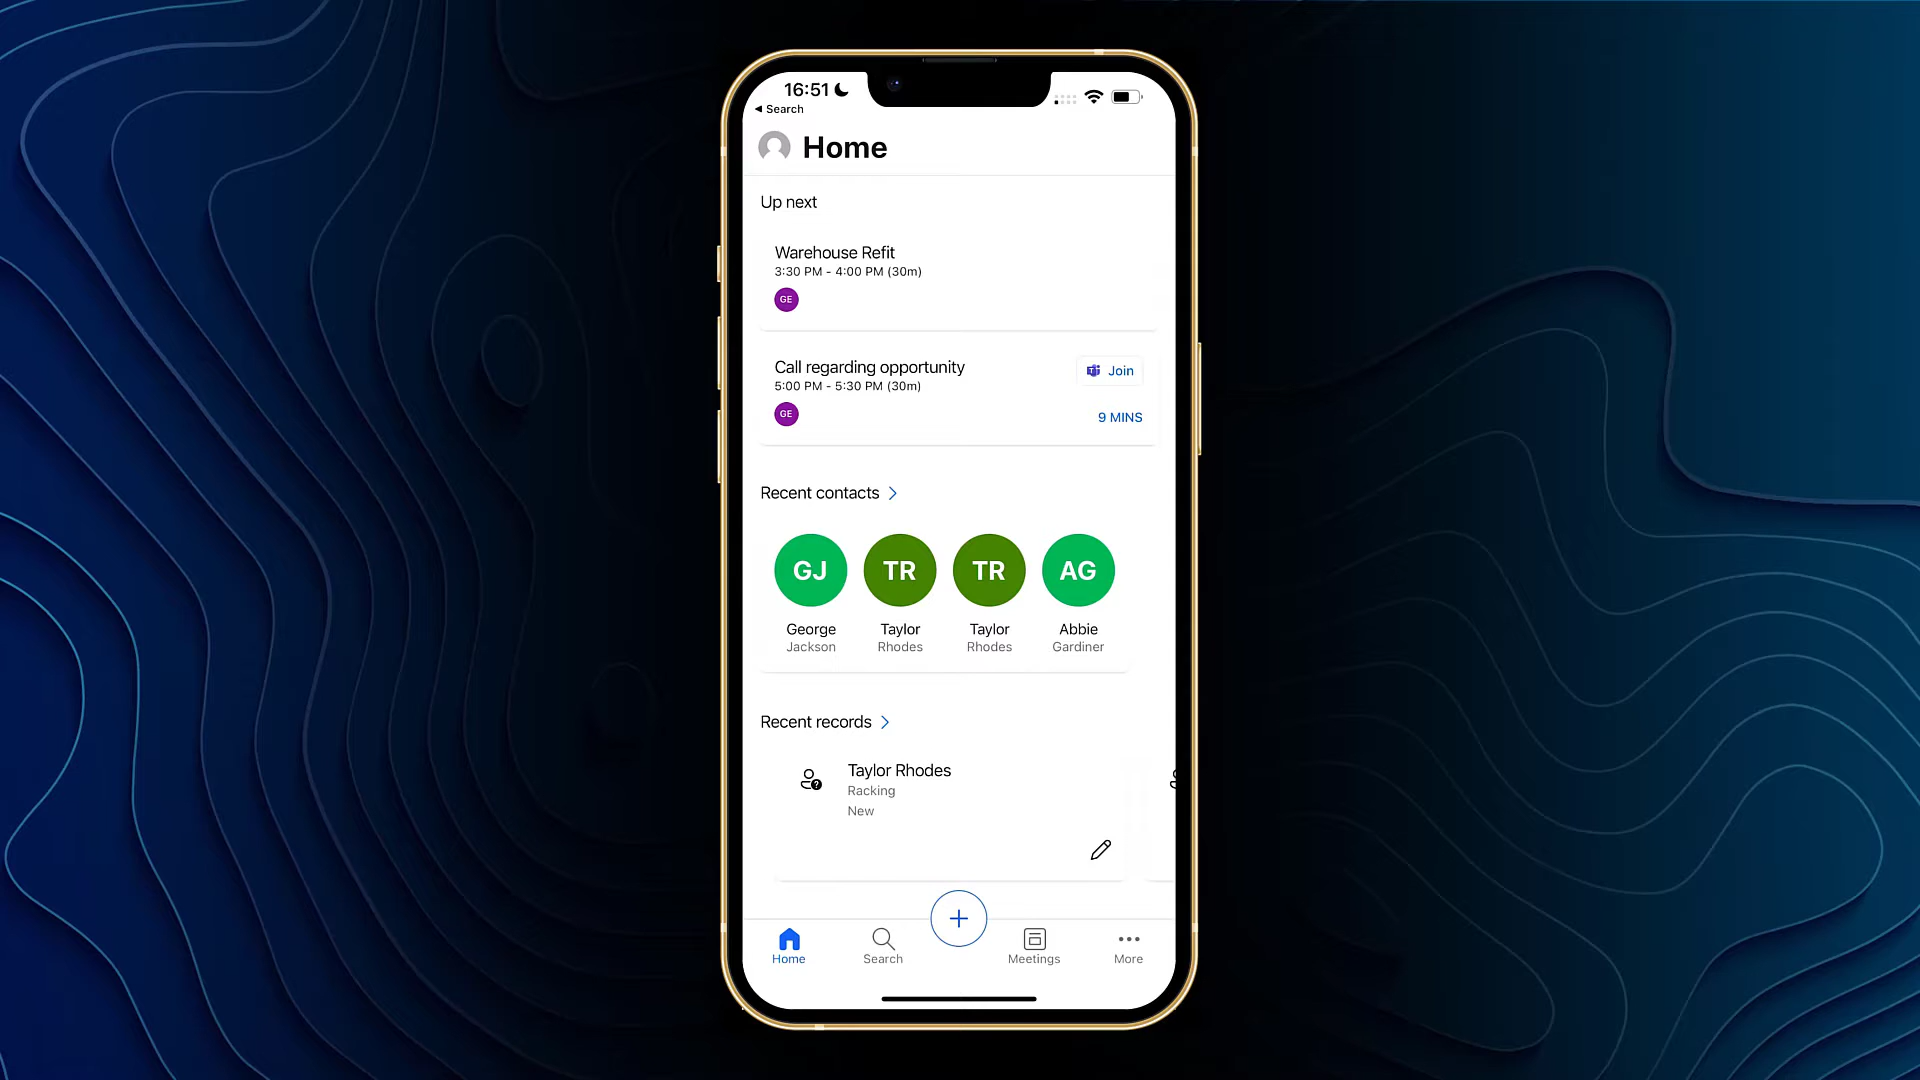 16:51
Search
Home
Up next
Warehouse Refit
3:30 PM - 4:00 PM (30m)
GE
Call regarding opportunity
5:00 PM - 5:30 PM (30m)
Join
GE
9 MINS
Recent contacts
GJ TR TR AG
George Taylor Taylor Abbie
Jackson Rhodes Rhodes Gardiner
Recent records
Taylor Rhodes
Racking
New
Home Search Meetings More